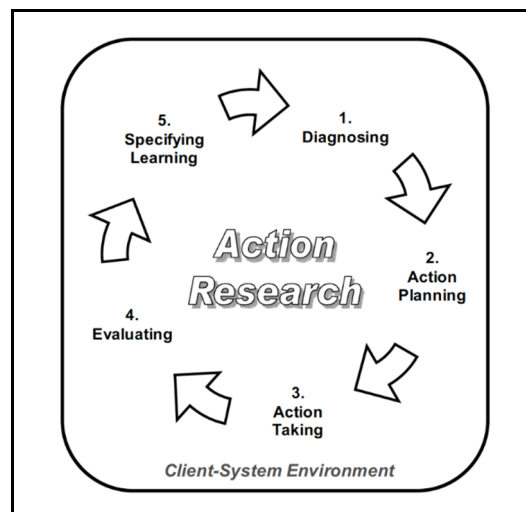 1.
Diagnosing
2.
Action
Planning
3.
Action
Taking
4.
Evaluating
5.
Specifying
Learning
Action
Research
Client-System Environment